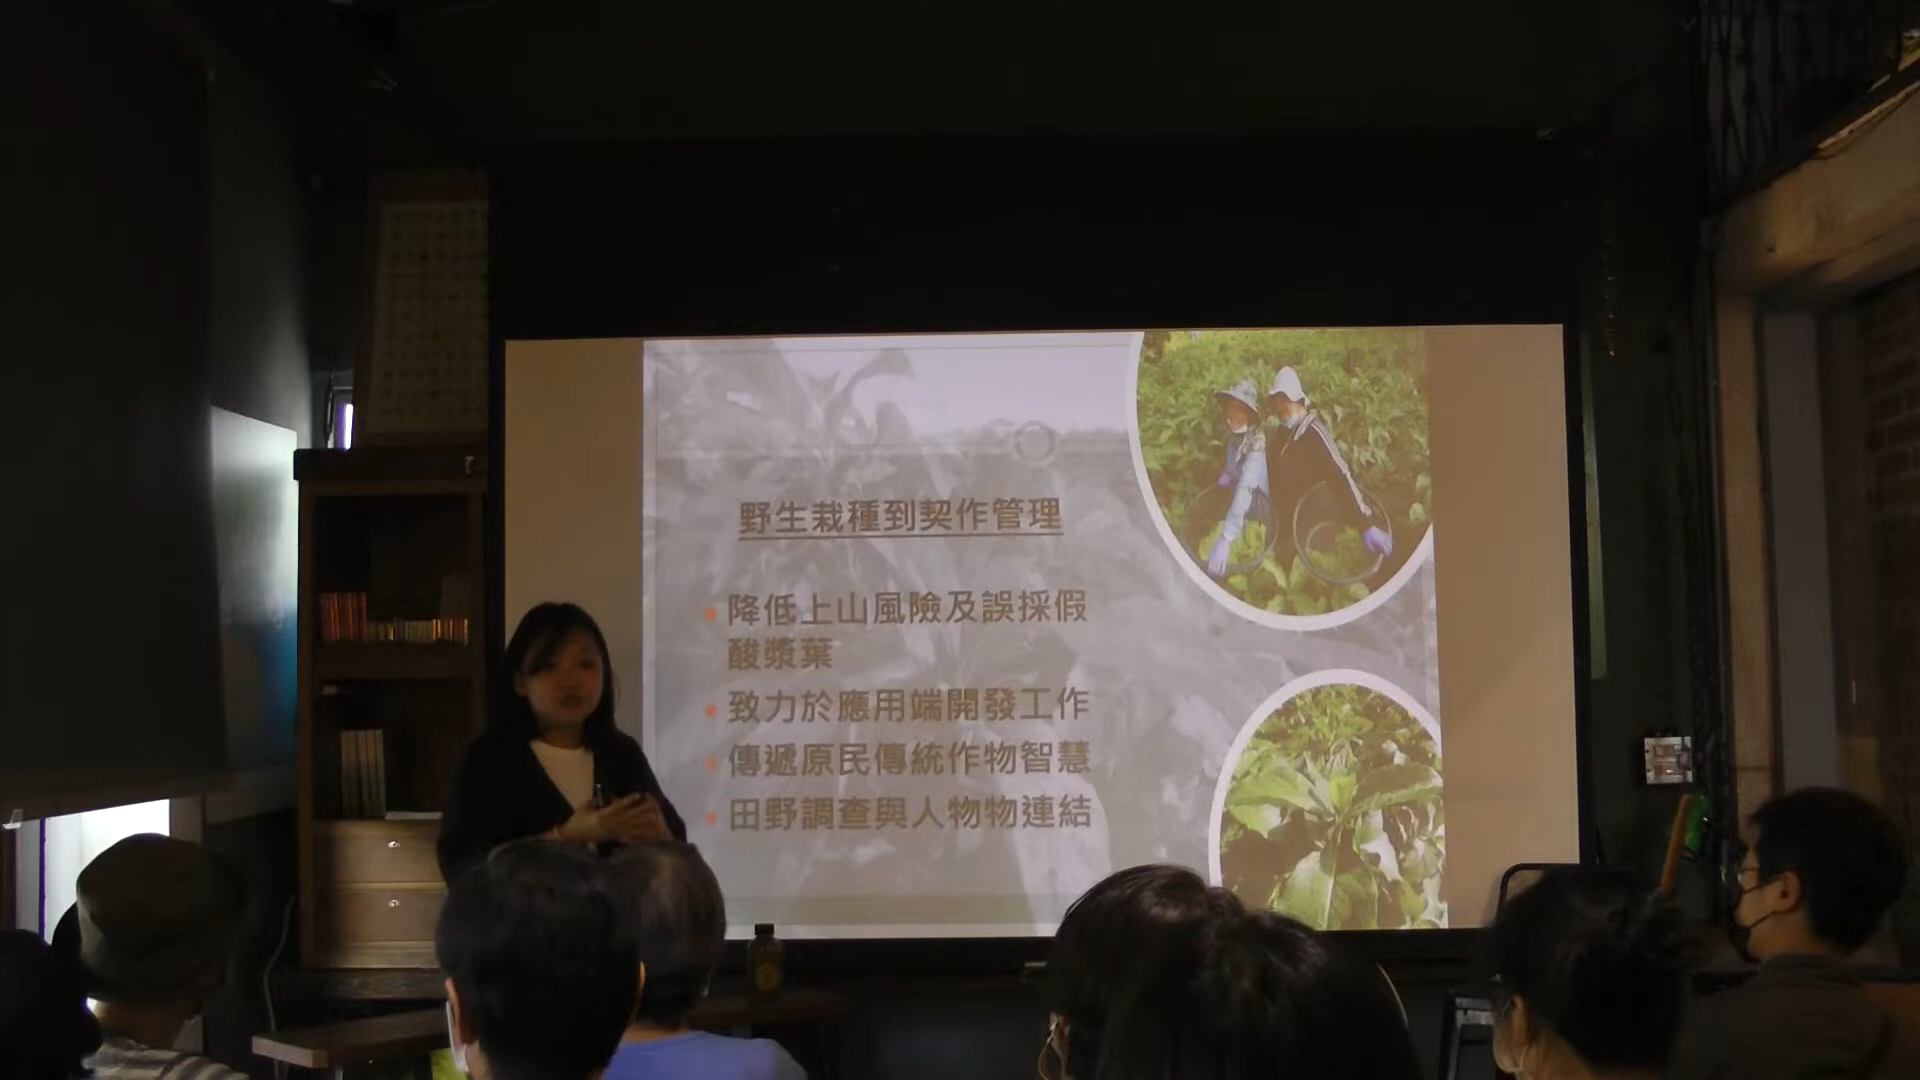 野生栽種到契作管理
降低上山風險及誤採假
酸漿葉
致力於應用端開發工作
傳遞原民傳統作物智慧
田野調查與人物物連結